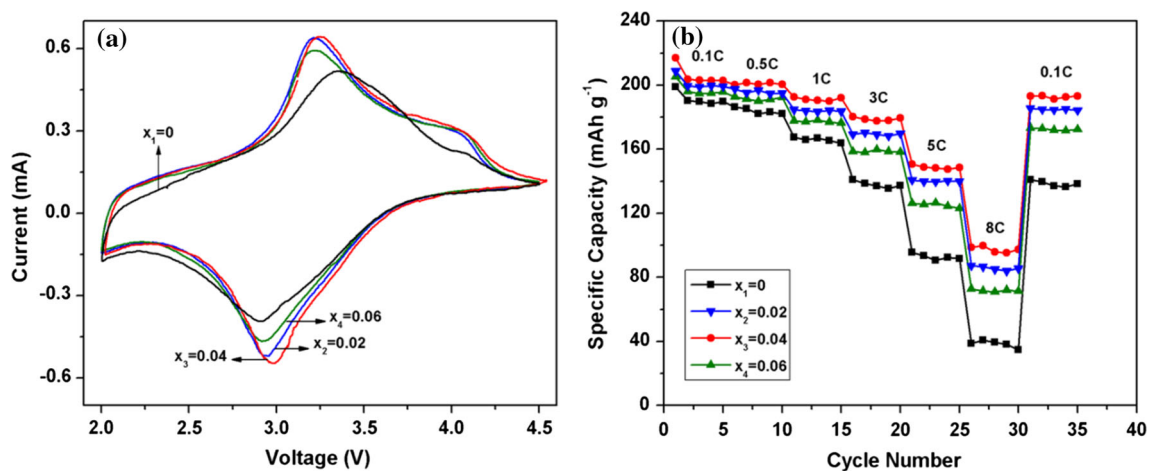 (a)
0.6
0.3
0.0
-0.3
-0.6
Current (mA)
x₁=0
x₄=0.06
x₂=0.02
x₃=0.04
2.0 2.5 3.0 3.5 4.0 4.5
Voltage (V)
(b)
240
200
160
120
80
40
0
Specific Capacity (mAh g⁻¹)
0.1C
0.5C
1C
3C
5C
8C
0.1C
x₁=0
x₂=0.02
x₃=0.04
x₄=0.06
0 5 10 15 20 25 30 35 40
Cycle Number